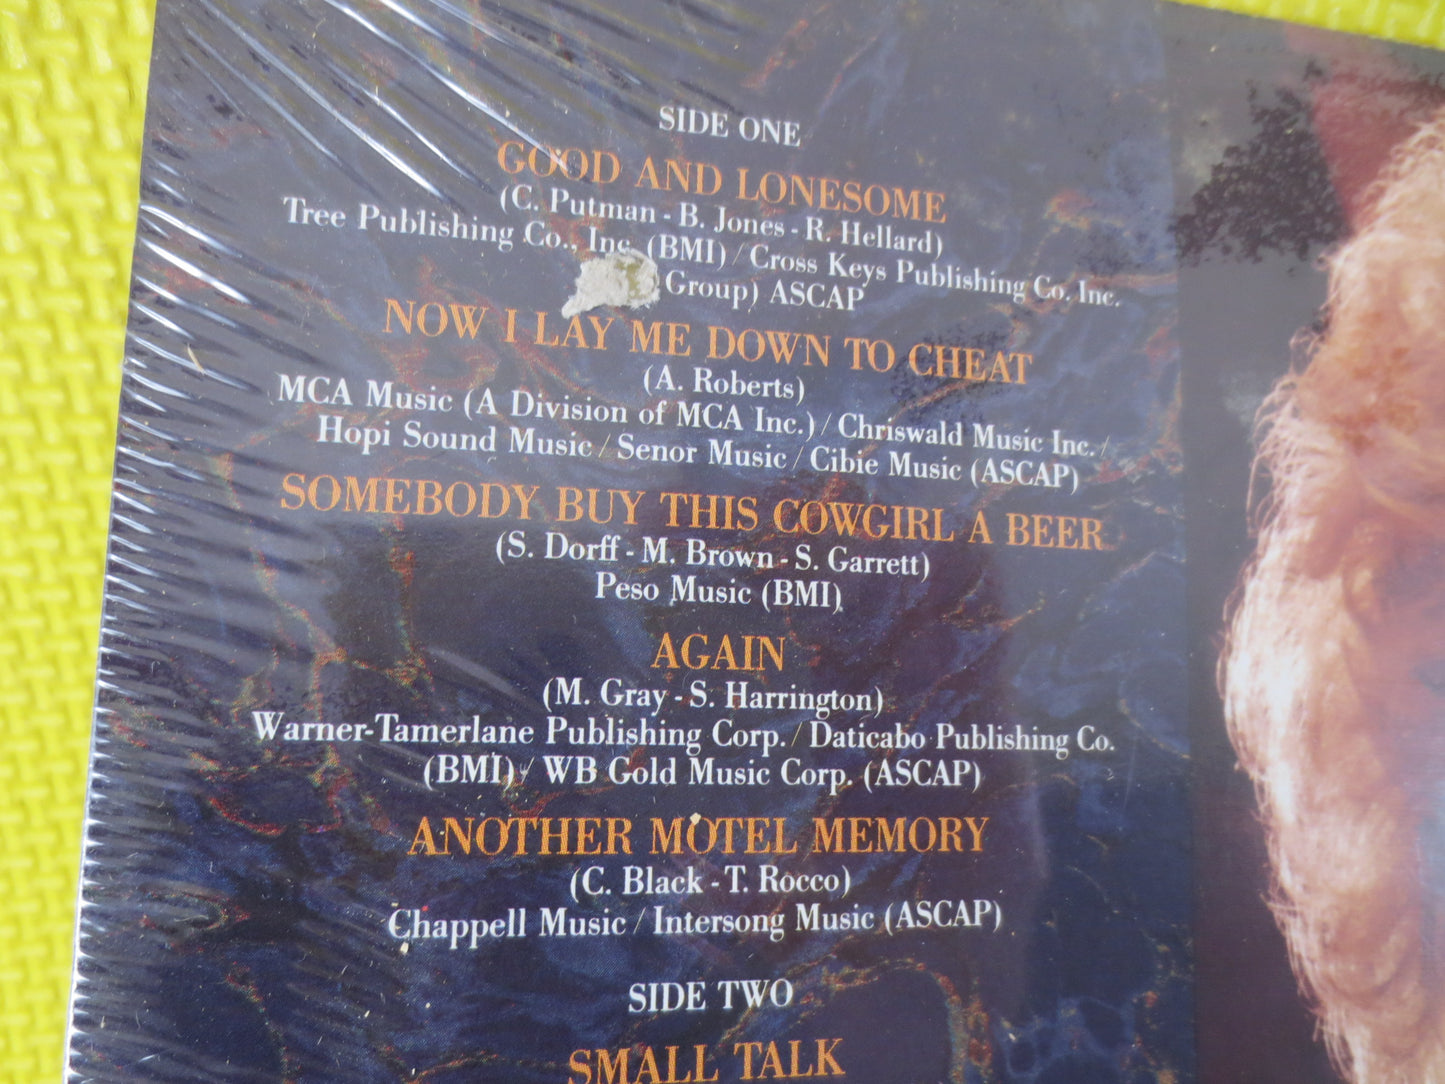 SIDE ONE
GOOD AND LONESOME
(C. Putman - B. Jones - R. Hellard)
Tree Publishing Co., Inc. (BMI) / Cross Keys Publishing Co. Inc.
Group) ASCAP
NOW I LAY ME DOWN TO CHEAT
(A. Roberts)
MCA Music (A Division of MCA Inc.) / Chriswald Music Inc. /
Hopi Sound Music / Senor Music / Cibie Music (ASCAP)
SOMEBODY BUY THIS COWGIRL A BEER
(S. Dorff - M. Brown - S. Garrett)
Peso Music (BMI)
AGAIN
(M. Gray - S. Harrington)
Warner-Tamerlane Publishing Corp. / Daticabo Publishing Co.
(BMI) / WB Gold Music Corp. (ASCAP)
ANOTHER MOTEL MEMORY
(C. Black - T. Rocco)
Chappell Music / Intersong Music (ASCAP)
SIDE TWO
SMALL TALK